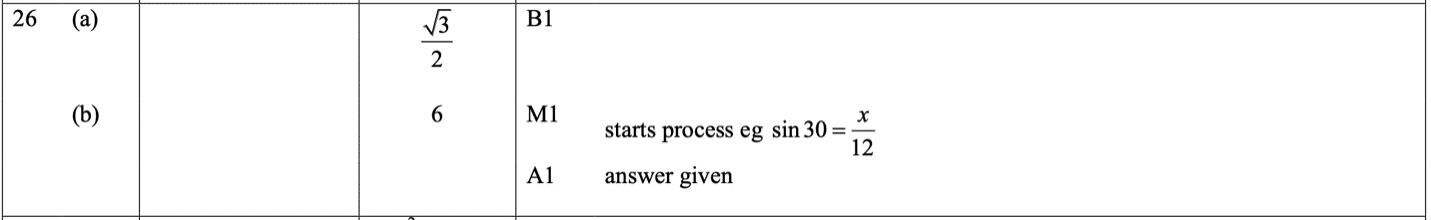 26 (a) √3/2 B1
(b) 6 M1 starts process eg sin 30 = x/12
A1 answer given